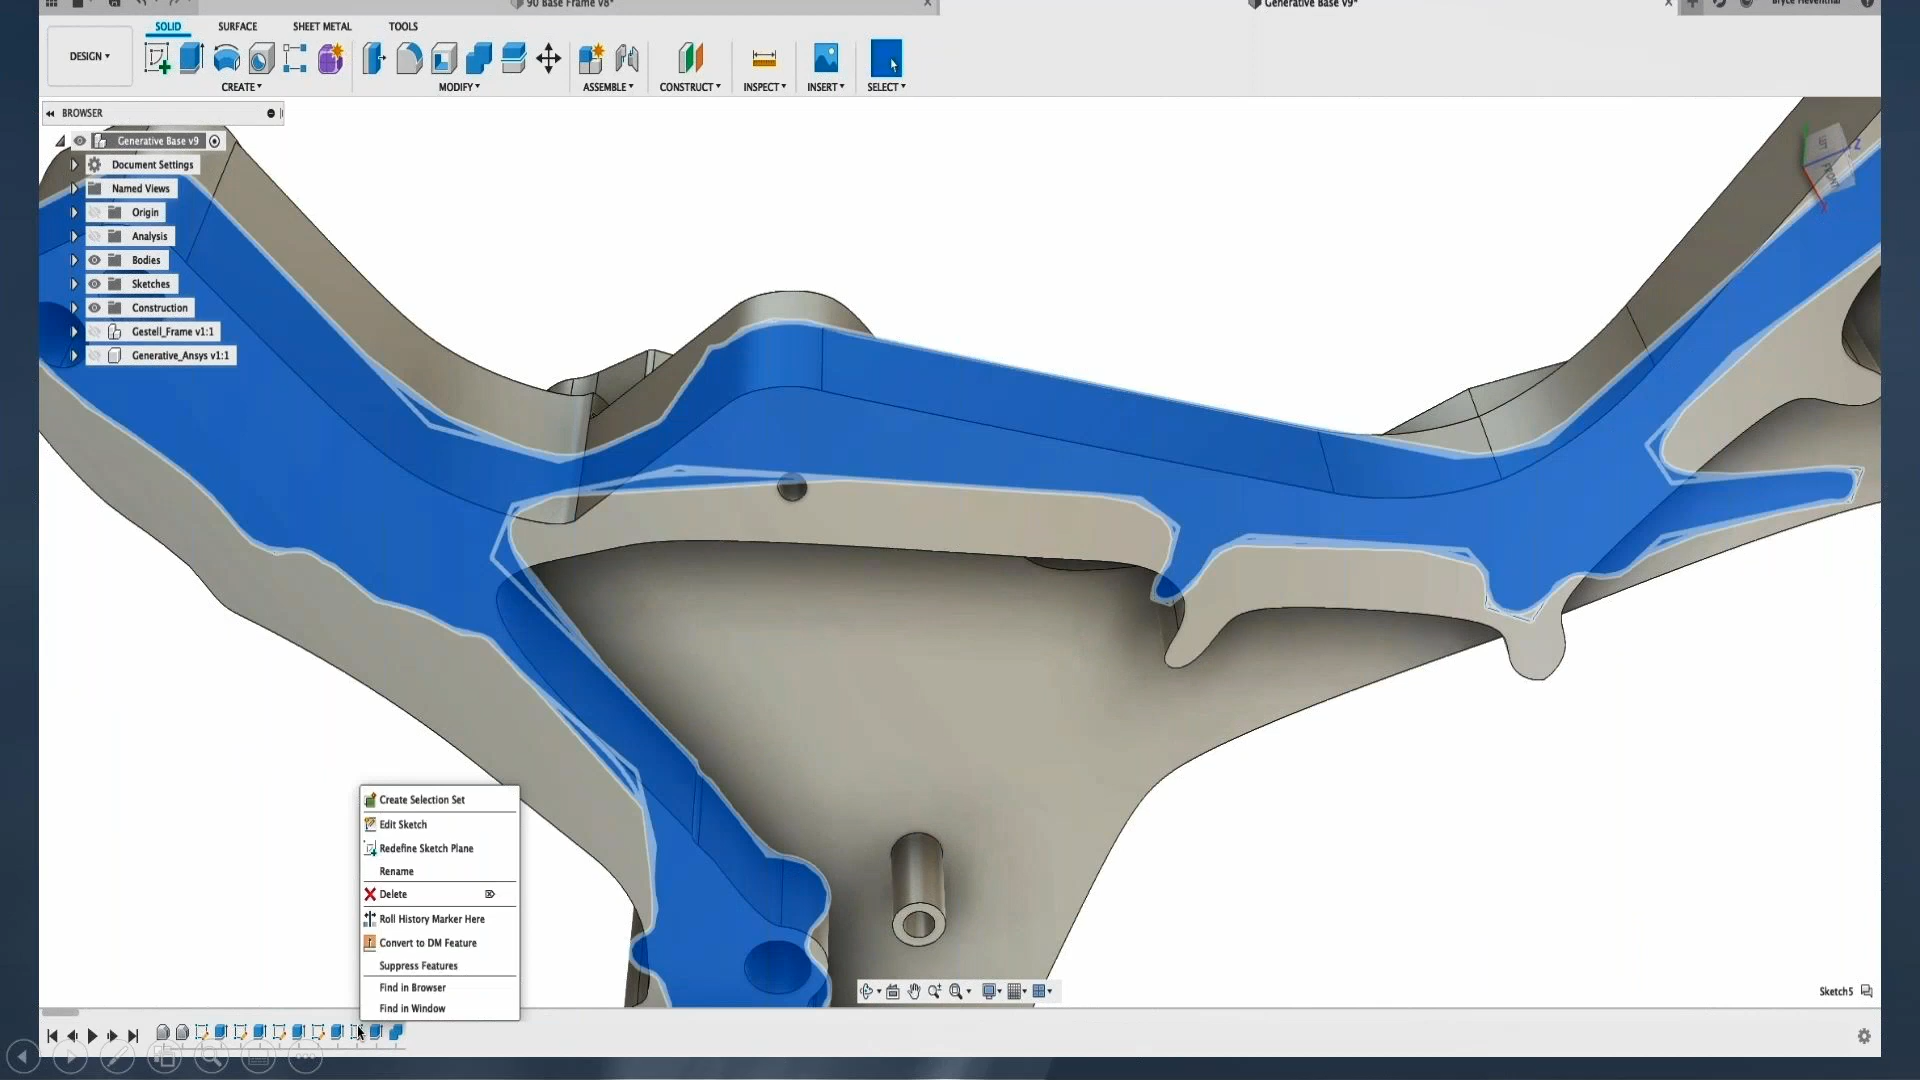 90 Base Frame v8*
Generative Base v9*
Bryce Heventhal
SOLID
SURFACE
SHEET METAL
TOOLS
DESIGN
CREATE
MODIFY
ASSEMBLE
CONSTRUCT
INSPECT
INSERT
SELECT
BROWSER
Generative Base v9
Document Settings
Named Views
Origin
Analysis
Bodies
Sketches
Construction
Gestell_Frame v1:1
Generative_Ansys v1:1
Z
FRONT
X
Create Selection Set
Edit Sketch
Redefine Sketch Plane
Rename
Delete
Roll History Marker Here
Convert to DM Feature
Suppress Features
Find in Browser
Find in Window
Sketch5